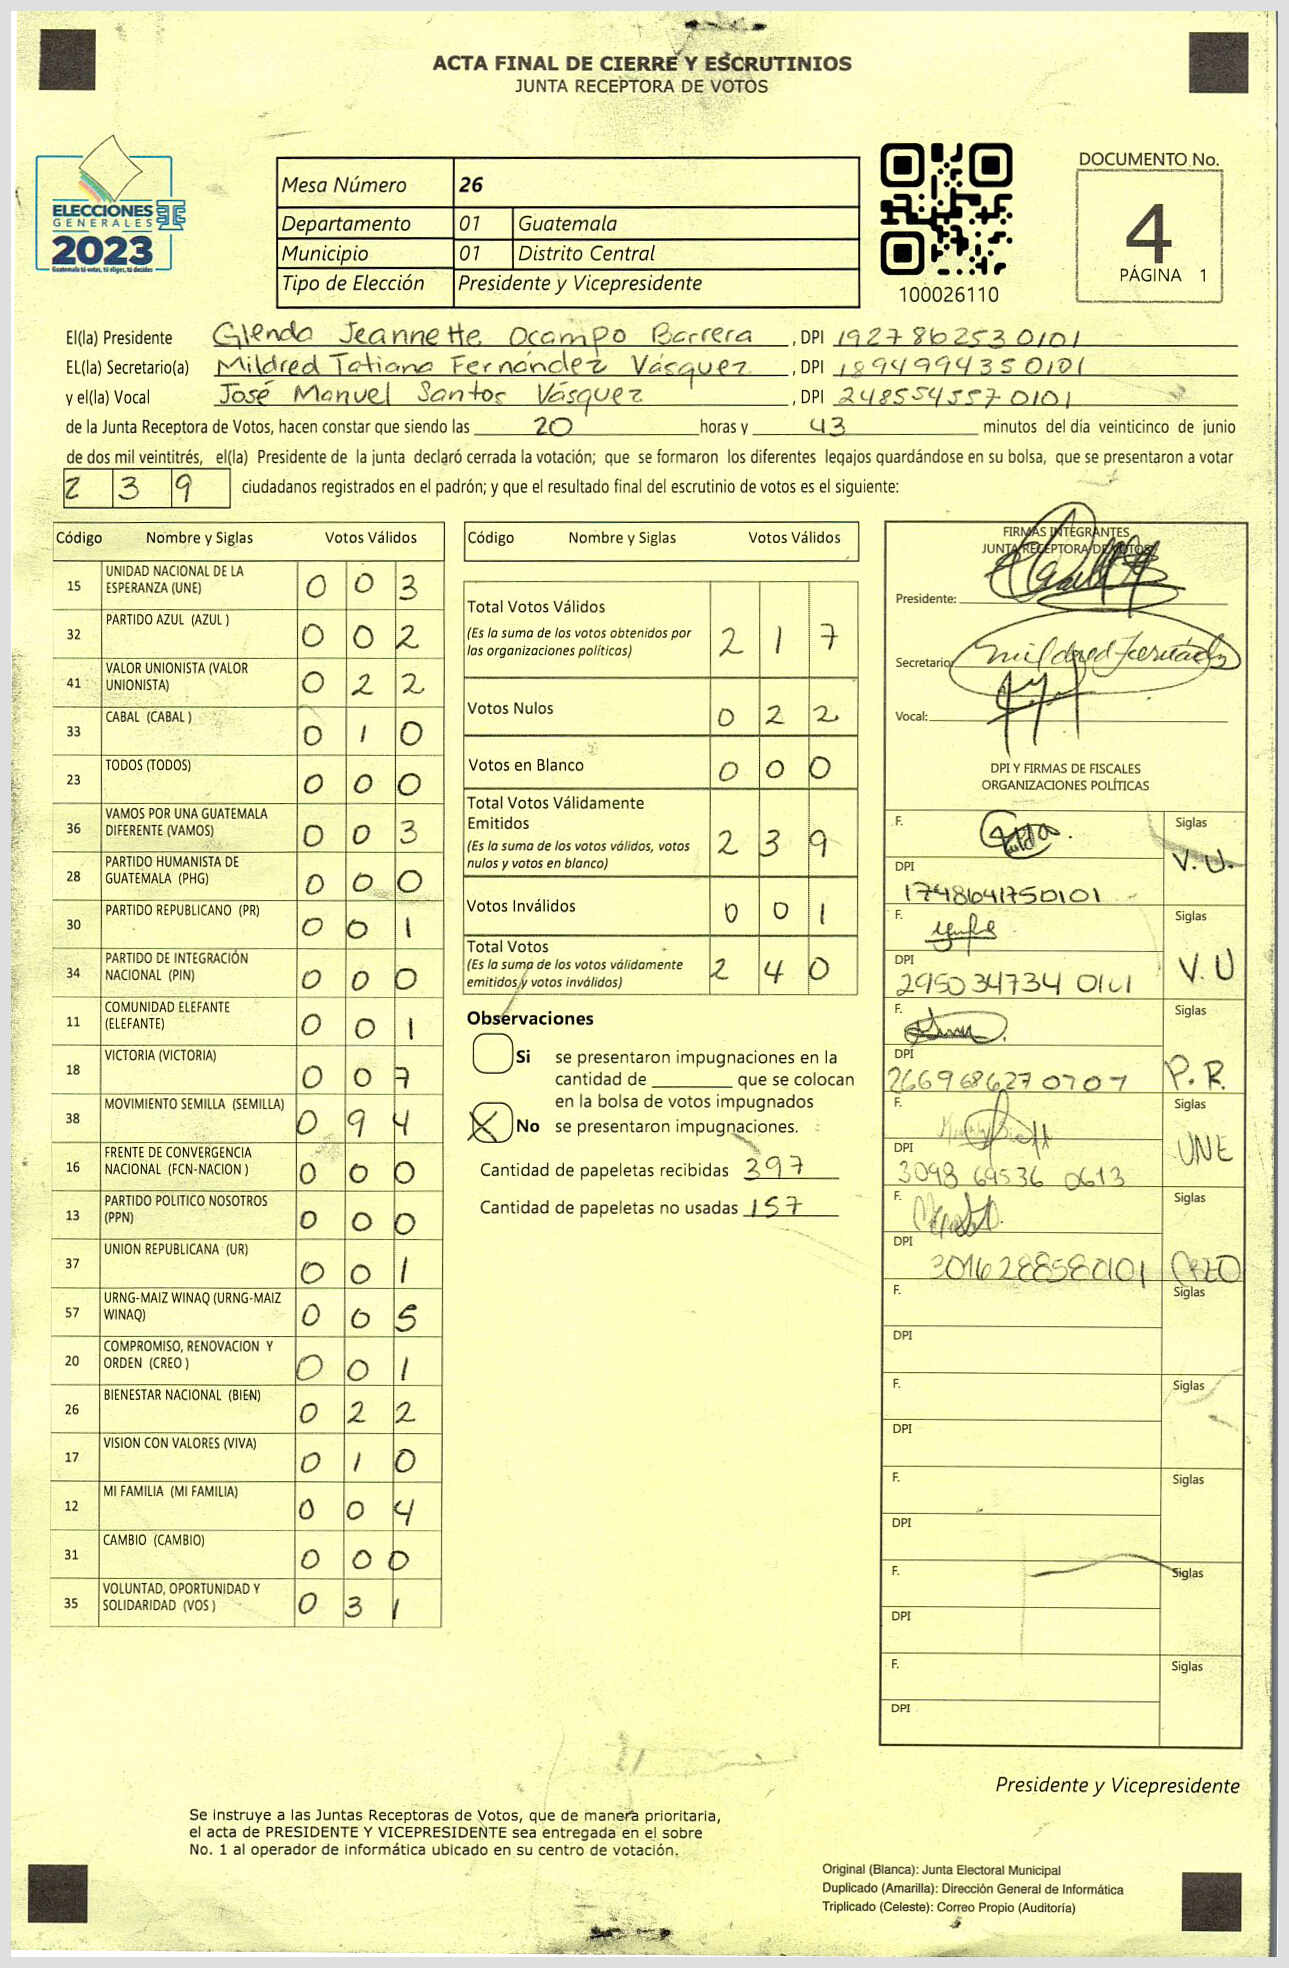 ACTA FINAL DE CIERRE Y ESCRUTINIOS
JUNTA RECEPTORA DE VOTOS
ELECCIONES
GENERALES
2023
Guatemala tú votas, tú eliges, tú decides
Mesa Número 26
Departamento 01 Guatemala
Municipio 01 Distrito Central
Tipo de Elección Presidente y Vicepresidente
100026110
DOCUMENTO No.
4
PÁGINA 1
El(la) Presidente Glenda Jeannette Ocampo Barrera, DPI 1927862530101
EL(la) Secretario(a) Mildred Tatiana Fernández Vásquez, DPI 1894994350101
y el(la) Vocal José Manuel Santos Vásquez, DPI 2485545570101
de la Junta Receptora de Votos, hacen constar que siendo las 20 horas y 43 minutos del día veinticinco de junio
de dos mil veintitrés, el(la) Presidente de la junta declaró cerrada la votación; que se formaron los diferentes legajos guardándose en su bolsa, que se presentaron a votar
2 3 9 ciudadanos registrados en el padrón; y que el resultado final del escrutinio de votos es el siguiente:
Código Nombre y Siglas Votos Válidos
15 UNIDAD NACIONAL DE LA
ESPERANZA (UNE) 0 0 3
32 PARTIDO AZUL (AZUL ) 0 0 2
41 VALOR UNIONISTA (VALOR
UNIONISTA) 0 2 2
33 CABAL (CABAL ) 0 1 0
23 TODOS (TODOS) 0 0 0
36 VAMOS POR UNA GUATEMALA
DIFERENTE (VAMOS) 0 0 3
28 PARTIDO HUMANISTA DE
GUATEMALA (PHG) 0 0 0
30 PARTIDO REPUBLICANO (PR) 0 0 1
34 PARTIDO DE INTEGRACIÓN
NACIONAL (PIN) 0 0 0
11 COMUNIDAD ELEFANTE
(ELEFANTE) 0 0 1
18 VICTORIA (VICTORIA) 0 0 7
38 MOVIMIENTO SEMILLA (SEMILLA) 0 9 4
16 FRENTE DE CONVERGENCIA
NACIONAL (FCN-NACION ) 0 0 0
13 PARTIDO POLITICO NOSOTROS
(PPN) 0 0 0
37 UNION REPUBLICANA (UR) 0 0 1
57 URNG-MAIZ WINAQ (URNG-MAIZ
WINAQ) 0 0 5
20 COMPROMISO, RENOVACION Y
ORDEN (CREO ) 0 0 1
26 BIENESTAR NACIONAL (BIEN) 0 2 2
17 VISION CON VALORES (VIVA) 0 1 0
12 MI FAMILIA (MI FAMILIA) 0 0 4
31 CAMBIO (CAMBIO) 0 0 0
35 VOLUNTAD, OPORTUNIDAD Y
SOLIDARIDAD (VOS ) 0 3 1
Código Nombre y Siglas Votos Válidos
Total Votos Válidos
(Es la suma de los votos obtenidos por
las organizaciones políticas) 2 1 7
Votos Nulos 0 2 2
Votos en Blanco 0 0 0
Total Votos Válidamente
Emitidos
(Es la suma de los votos válidos, votos
nulos y votos en blanco) 2 3 9
Votos Inválidos 0 0 1
Total Votos
(Es la suma de los votos válidamente
emitidos y votos inválidos) 2 4 0
Observaciones
Si se presentaron impugnaciones en la
cantidad de ________ que se colocan
en la bolsa de votos impugnados
X No se presentaron impugnaciones.
Cantidad de papeletas recibidas 397
Cantidad de papeletas no usadas 157
FIRMAS INTEGRANTES
JUNTA RECEPTORA DE VOTOS
Presidente:
Secretario: Mildred Fernández
Vocal:
DPI Y FIRMAS DE FISCALES
ORGANIZACIONES POLÍTICAS
F. Siglas
V.U.
DPI
1748641750101
F. Siglas
V.U
DPI
295034734 0101
F. Siglas
P.R.
DPI
266968627 0707
F. Siglas
UNE
DPI
3098 69536 0613
F. Siglas
CREO
DPI
3016288580101
F. Siglas
DPI
F. Siglas
DPI
F. Siglas
DPI
F. Siglas
DPI
F. Siglas
DPI
Presidente y Vicepresidente
Se instruye a las Juntas Receptoras de Votos, que de manera prioritaria,
el acta de PRESIDENTE Y VICEPRESIDENTE sea entregada en el sobre
No. 1 al operador de informática ubicado en su centro de votación.
Original (Blanca): Junta Electoral Municipal
Duplicado (Amarilla): Dirección General de Informática
Triplicado (Celeste): Correo Propio (Auditoría)